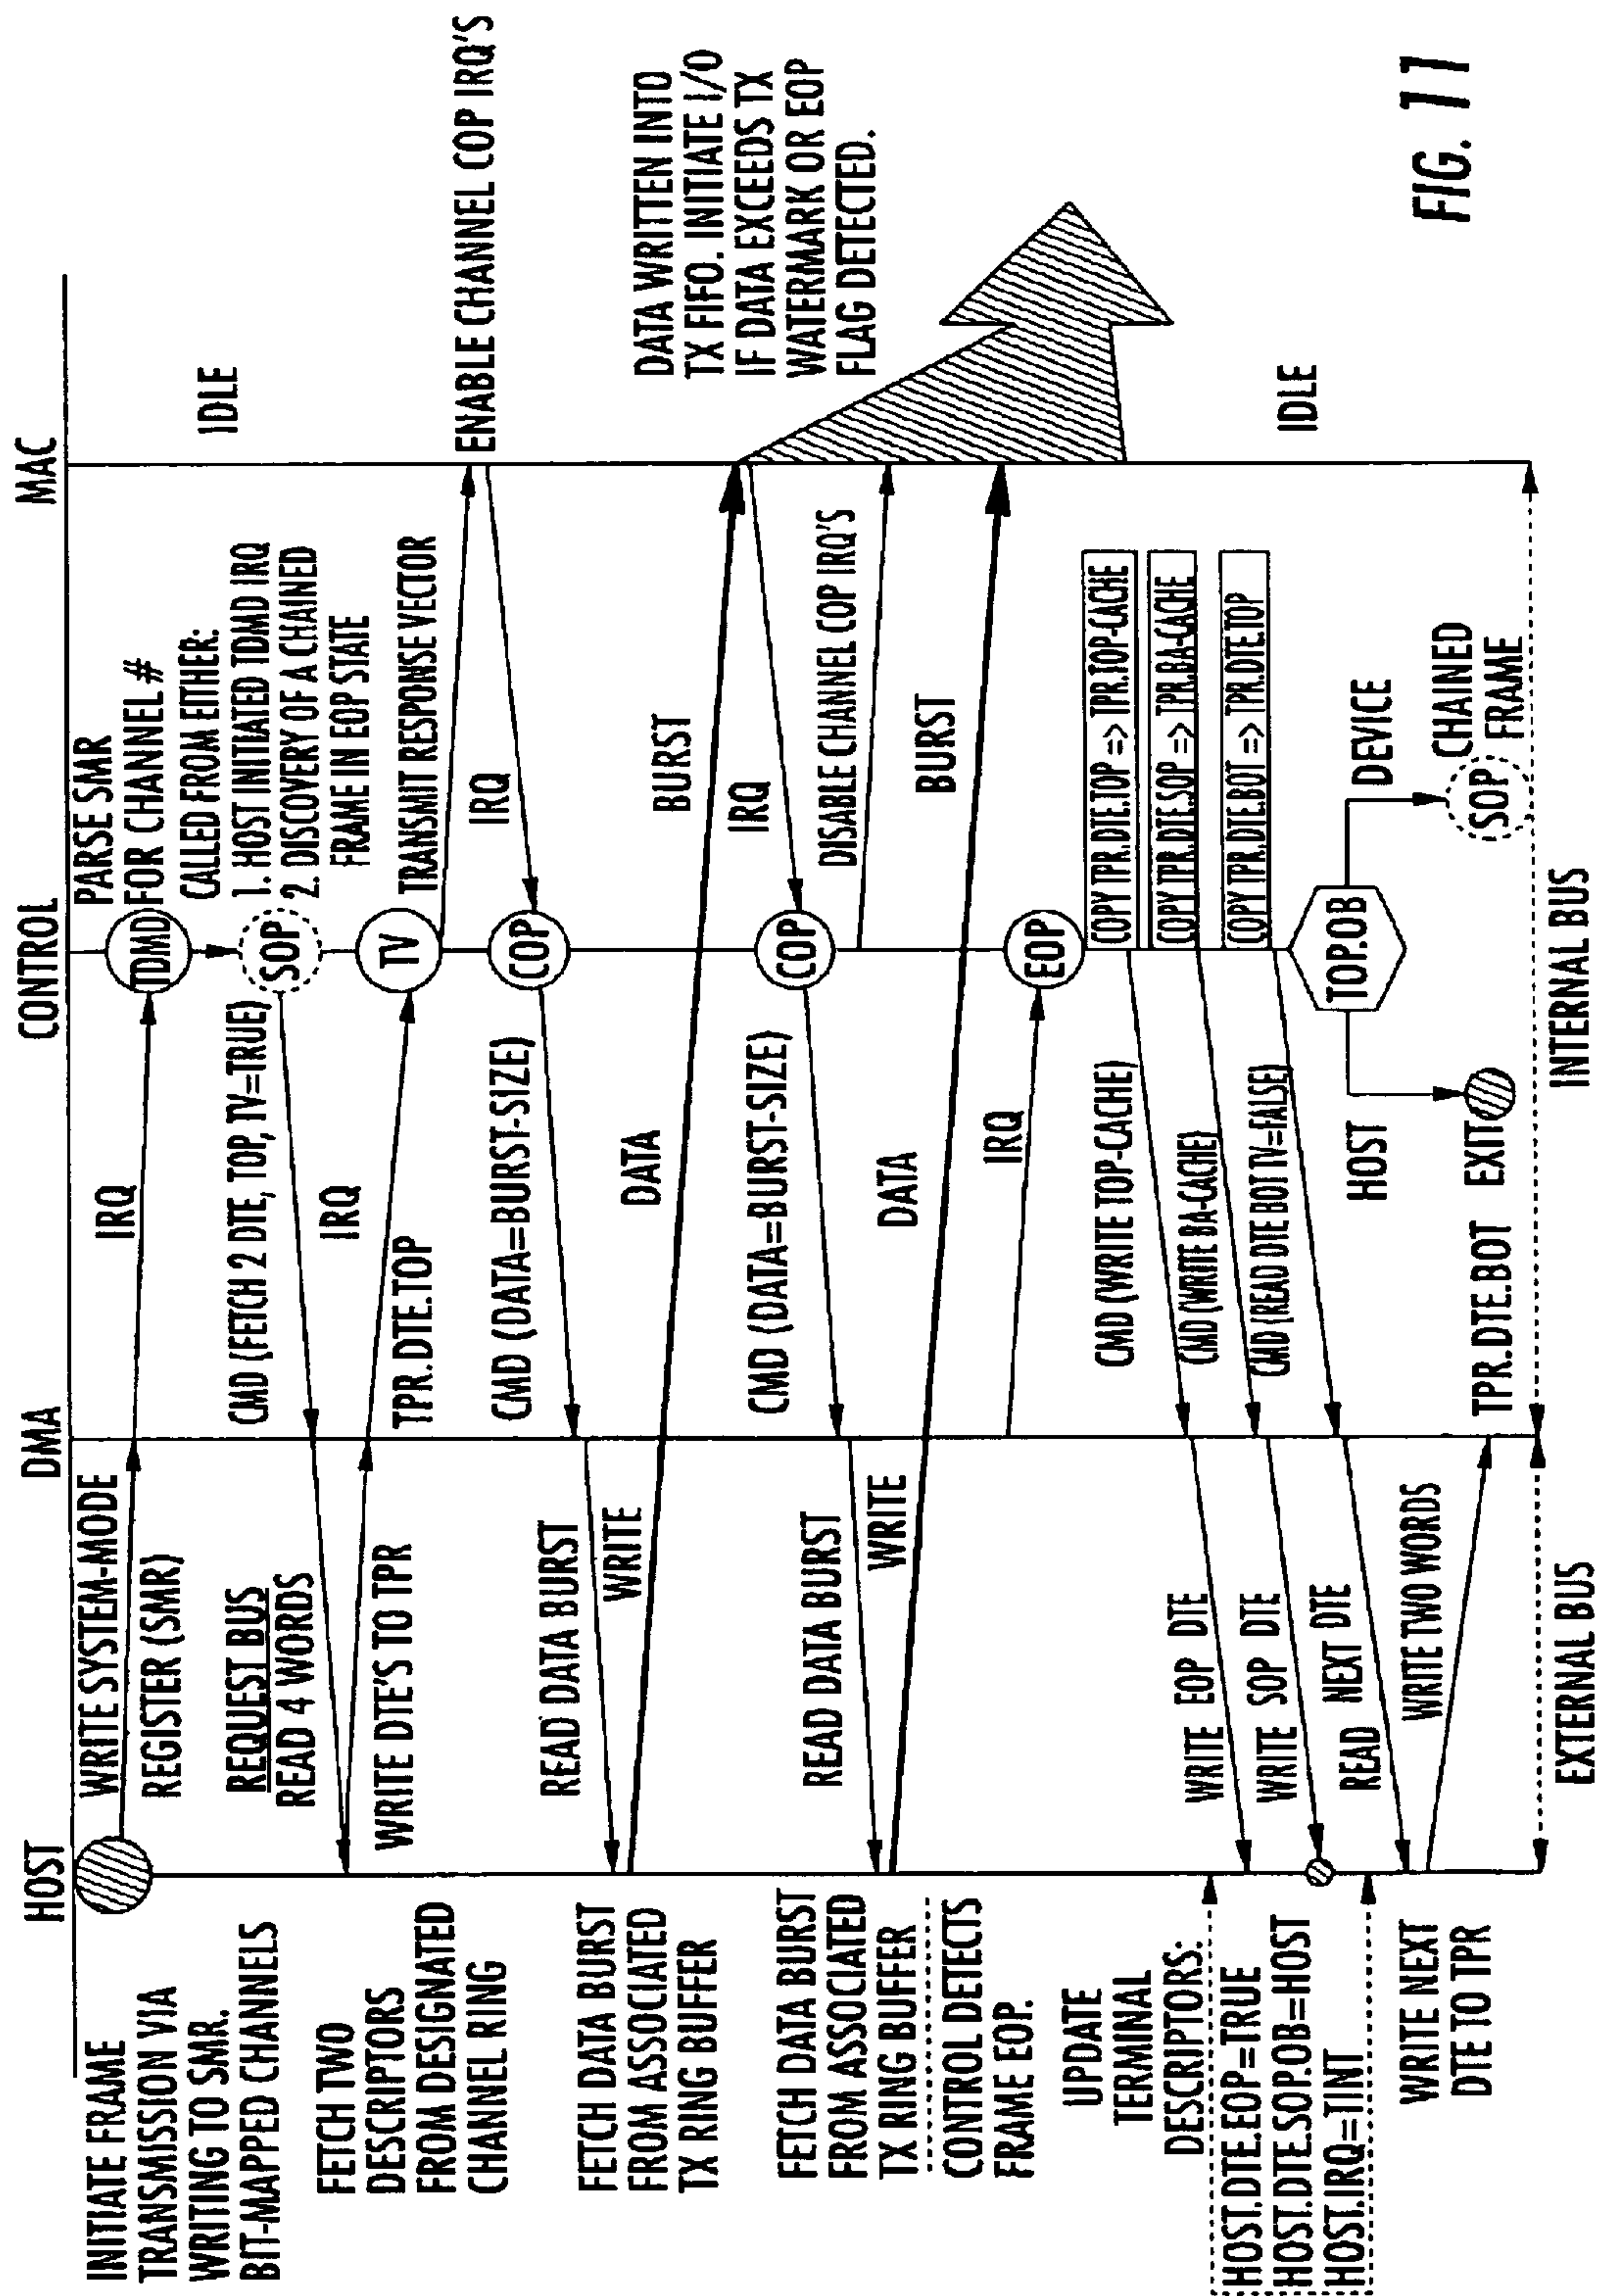 HOST
DMA
CONTROL
MAC
INITIATE FRAME
TRANSMISSION VIA
WRITING TO SMR.
BIT-MAPPED CHANNELS
WRITE SYSTEM-MODE
REGISTER (SMR)
IRQ
TDMD
PARSE SMR
FOR CHANNEL #
IDLE
CALLED FROM EITHER:
1. HOST INITIATED TDMD IRQ
2. DISCOVERY OF A CHAINED
FRAME IN EOP STATE
SOP
CMD (FETCH 2 DTE, TOP, TV=TRUE)
REQUEST BUS
READ 4 WORDS
FETCH TWO
DESCRIPTORS
FROM DESIGNATED
CHANNEL RING
WRITE DTE'S TO TPR
IRQ
TPR.DTE.TOP
TV
TRANSMIT RESPONSE VECTOR
ENABLE CHANNEL COP IRQ'S
IRQ
COP
CMD (DATA=BURST-SIZE)
READ DATA BURST
WRITE
FETCH DATA BURST
FROM ASSOCIATED
TX RING BUFFER
DATA
BURST
DATA WRITTEN INTO
TX FIFO. INITIATE I/O
IF DATA EXCEEDS TX
WATERMARK OR EOP
FLAG DETECTED.
IRQ
COP
CMD (DATA=BURST-SIZE)
DISABLE CHANNEL COP IRQ'S
READ DATA BURST
WRITE
FETCH DATA BURST
FROM ASSOCIATED
TX RING BUFFER
DATA
BURST
CONTROL DETECTS
FRAME EOP.
IRQ
EOP
COPY TPR.DTE.TOP => TPR.TOP-CACHE
COPY TPR.DTE.SOP => TPR.BA-CACHE
COPY TPR.DTE.BOT => TPR.DTE.TOP
CMD (WRITE TOP-CACHE)
CMD (WRITE BA-CACHE)
CMD (READ DTE BOT TV=FALSE)
UPDATE
TERMINAL
DESCRIPTORS:
HOST.DTE.EOP=TRUE
HOST.DTE.SOP.OB=HOST
HOST.IRQ=TINT
WRITE EOP DTE
WRITE SOP DTE
READ NEXT DTE
WRITE TWO WORDS
WRITE NEXT
DTE TO TPR
TPR.DTE.BOT
TOP.OB
HOST
EXIT
DEVICE
SOP
CHAINED
FRAME
IDLE
EXTERNAL BUS
INTERNAL BUS
FIG. 11